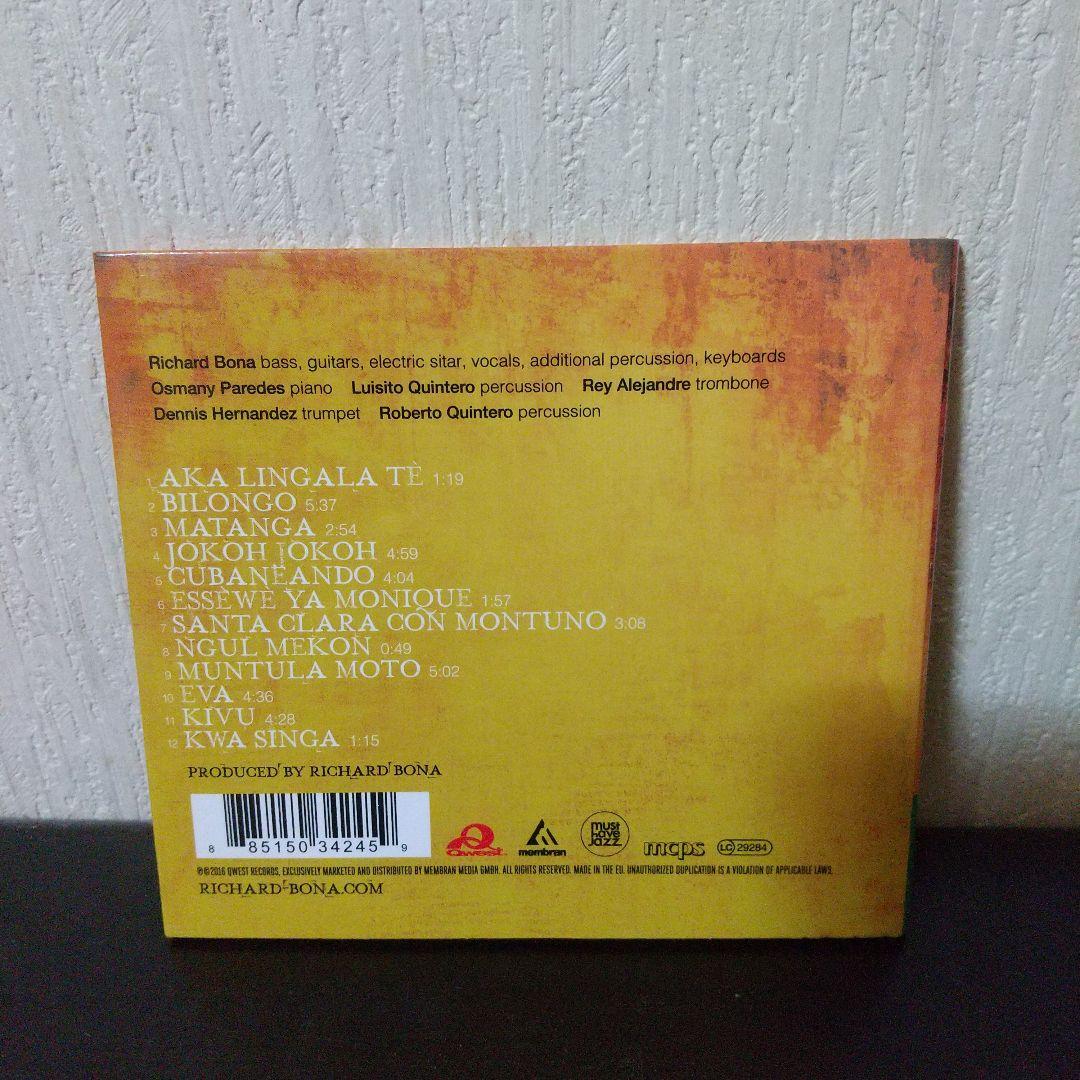 Richard Bona bass, guitars, electric sitar, vocals, additional percussion, keyboards
Osmany Paredes piano Luisito Quintero percussion Rey Alejandre trombone
Dennis Hernandez trumpet Roberto Quintero percussion
1 AKA LINGALA TÈ 1:19
2 BILONGO 5:37
3 MATANGA 2:54
4 JOKOH JOKOH 4:59
5 CUBANEANDO 4:04
6 ESSÈWÈ YA MONIQUE 1:57
7 SANTA CLARA CON MONTUNO 3:08
8 NGUL MEKON 0:49
9 MUNTULA MOTO 5:02
10 EVA 4:36
11 KIVU 4:28
12 KWA SINGA 1:15
PRODUCED BY RICHARD BONA
8 85150 34245 9
Qwest membran must have jazz mcps LC 29284
℗©2016 QWEST RECORDS, EXCLUSIVELY MARKETED AND DISTRIBUTED BY MEMBRAN MEDIA GMBH. ALL RIGHTS RESERVED. MADE IN THE EU. UNAUTHORIZED DUPLICATION IS A VIOLATION OF APPLICABLE LAWS.
RICHARD-BONA.COM